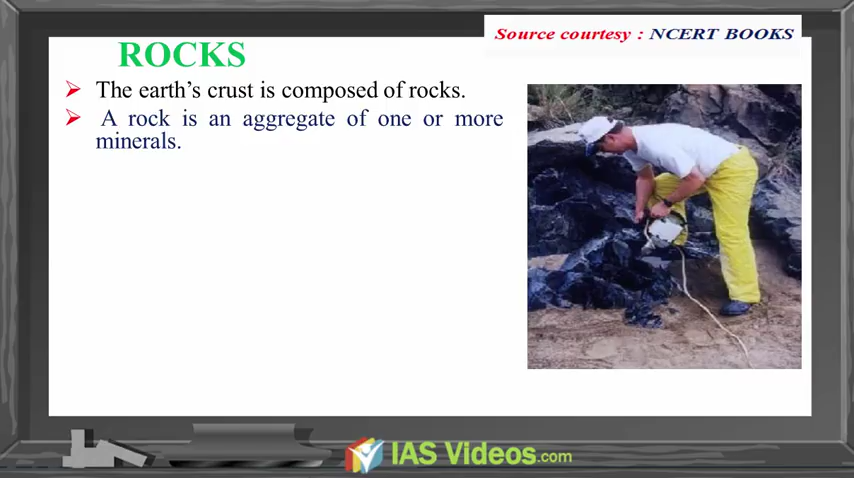 Source courtesy : NCERT BOOKS
ROCKS
➢ The earth's crust is composed of rocks.
➢ A rock is an aggregate of one or more
minerals.
IAS Videos.com